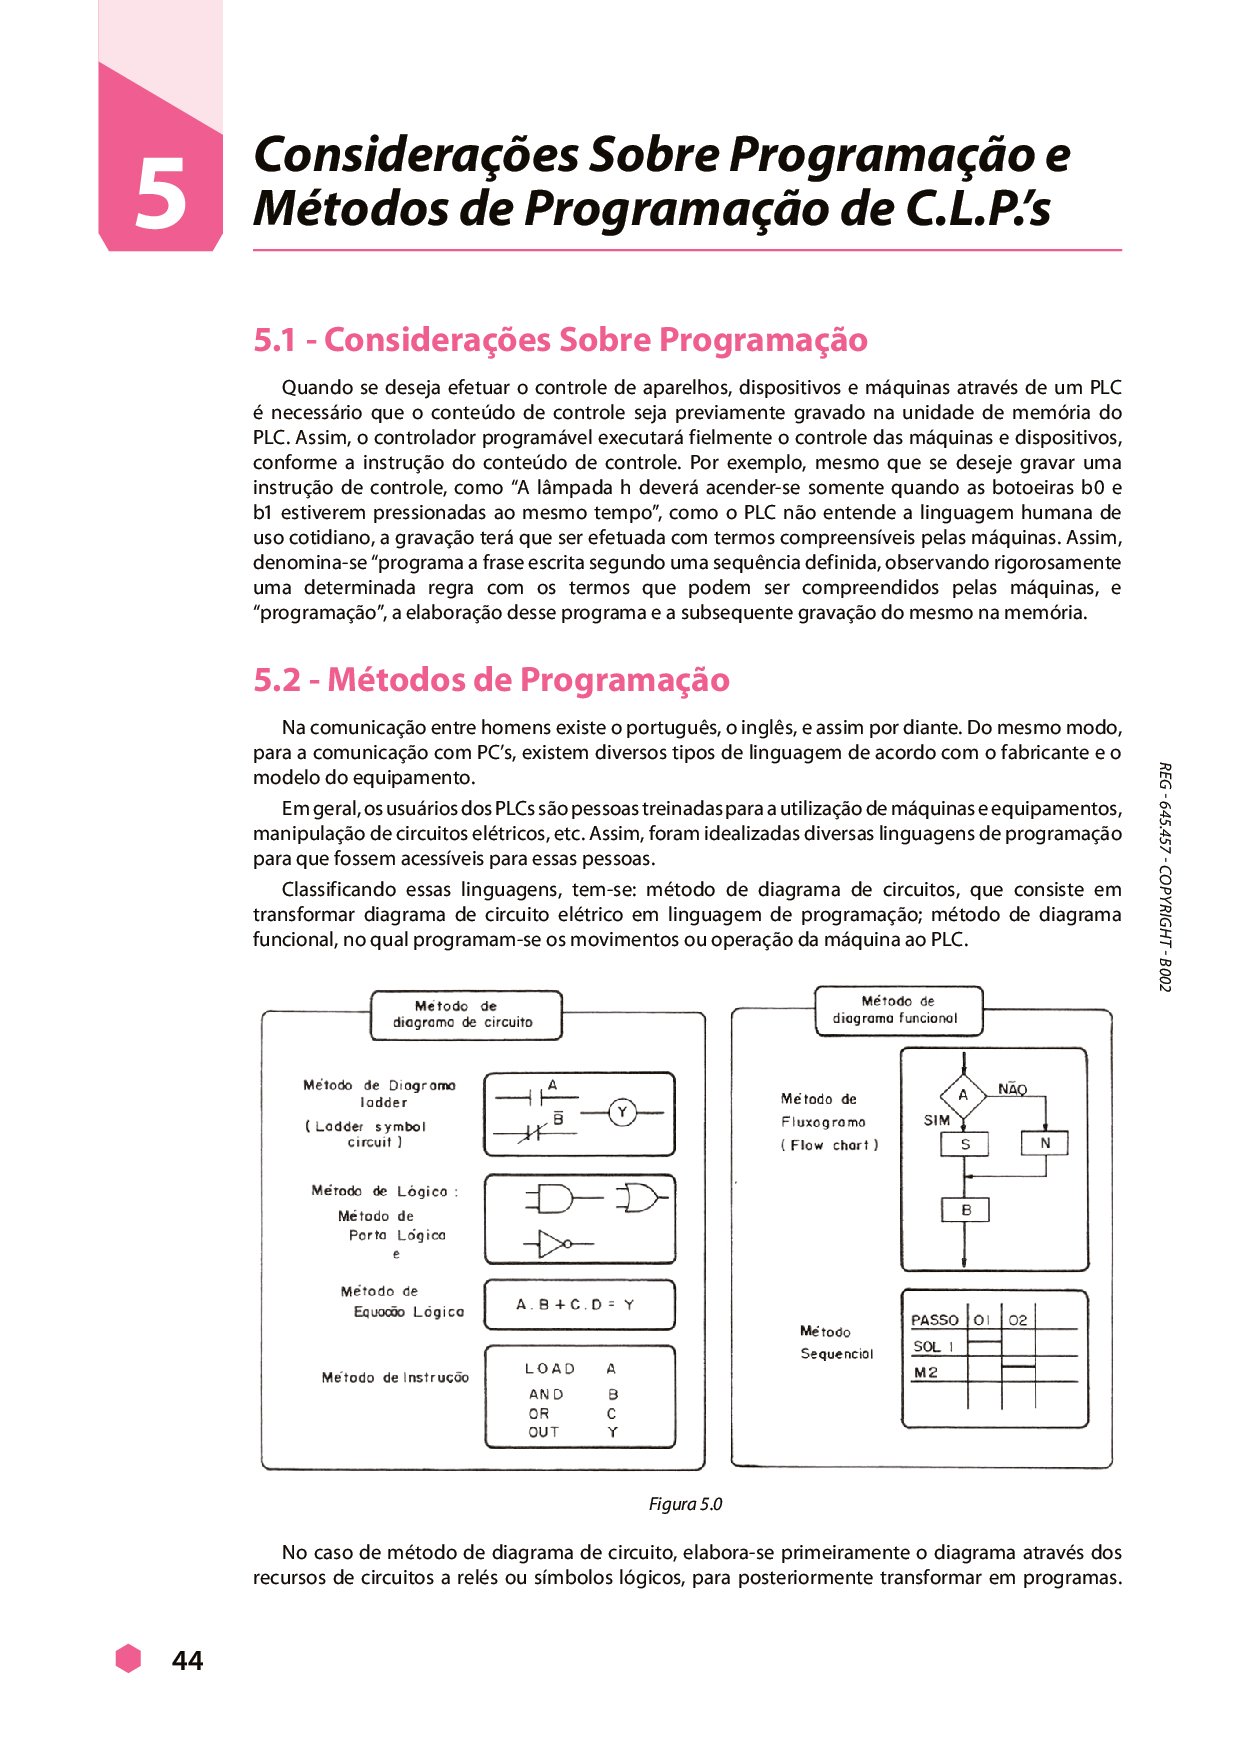 5
Considerações Sobre Programação e
Métodos de Programação de C.L.P.’s
5.1 - Considerações Sobre Programação
Quando se deseja efetuar o controle de aparelhos, dispositivos e máquinas através de um PLC
é necessário que o conteúdo de controle seja previamente gravado na unidade de memória do
PLC. Assim, o controlador programável executará fielmente o controle das máquinas e dispositivos,
conforme a instrução do conteúdo de controle. Por exemplo, mesmo que se deseje gravar uma
instrução de controle, como “A lâmpada h deverá acender-se somente quando as botoeiras b0 e
b1 estiverem pressionadas ao mesmo tempo”, como o PLC não entende a linguagem humana de
uso cotidiano, a gravação terá que ser efetuada com termos compreensíveis pelas máquinas. Assim,
denomina-se “programa a frase escrita segundo uma sequência definida, observando rigorosamente
uma determinada regra com os termos que podem ser compreendidos pelas máquinas, e
“programação”, a elaboração desse programa e a subsequente gravação do mesmo na memória.
5.2 - Métodos de Programação
Na comunicação entre homens existe o português, o inglês, e assim por diante. Do mesmo modo,
para a comunicação com PC’s, existem diversos tipos de linguagem de acordo com o fabricante e o
modelo do equipamento.
Em geral, os usuários dos PLCs são pessoas treinadas para a utilização de máquinas e equipamentos,
manipulação de circuitos elétricos, etc. Assim, foram idealizadas diversas linguagens de programação
para que fossem acessíveis para essas pessoas.
Classificando essas linguagens, tem-se: método de diagrama de circuitos, que consiste em
transformar diagrama de circuito elétrico em linguagem de programação; método de diagrama
funcional, no qual programam-se os movimentos ou operação da máquina ao PLC.
Método de
diagrama de circuito
Método de Diagrama
ladder
( Ladder symbol
circuit )
A
B̅
Y
Método de Lógica :
Método de
Porta Lógica
e
Método de
Equação Lógica
A . B + C . D = Y
Método de Instrução
LOAD A
AND B
OR C
OUT Y
Método de
diagrama funcional
Método de
Fluxograma
( Flow chart )
A
NÃO
SIM
S
N
B
Método
Sequencial
PASSO 01 02
SOL 1
M2
Figura 5.0
No caso de método de diagrama de circuito, elabora-se primeiramente o diagrama através dos
recursos de circuitos a relés ou símbolos lógicos, para posteriormente transformar em programas.
REG - 645.457 - COPYRIGHT - B002
44